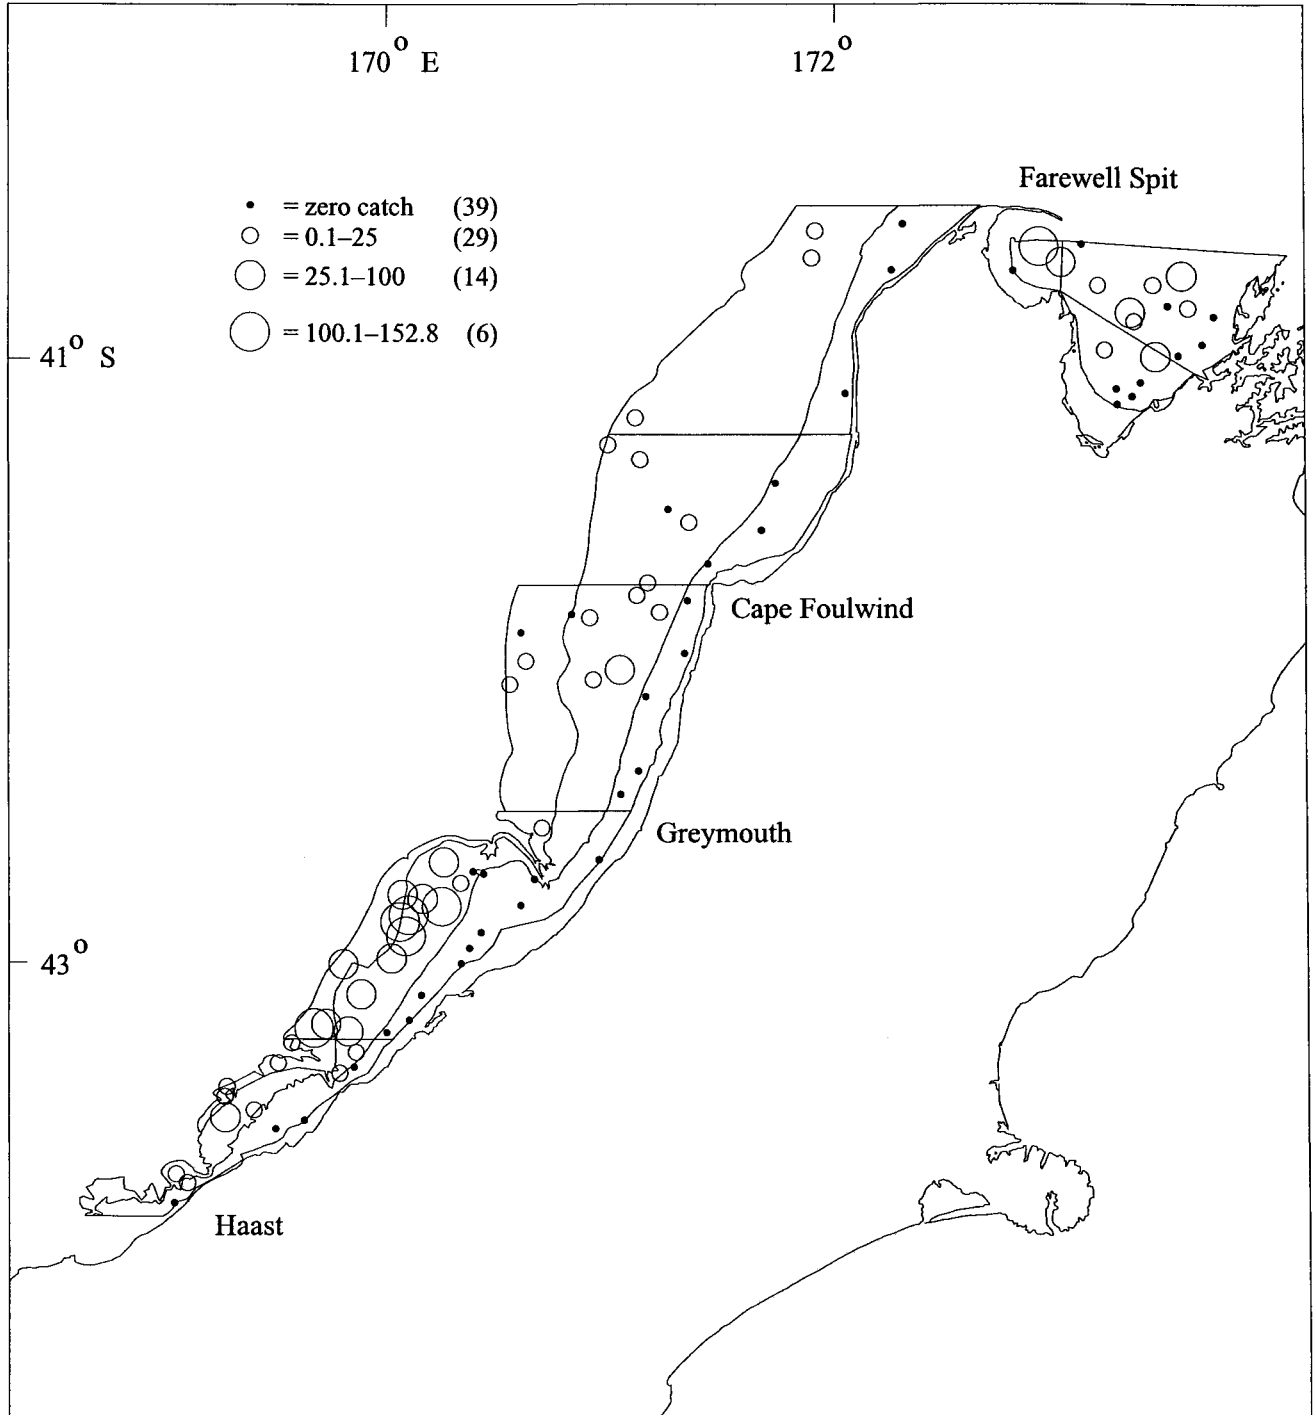 170° E
172°
Farewell Spit
• = zero catch (39)
○ = 0.1–25 (29)
○ = 25.1–100 (14)
○ = 100.1–152.8 (6)
41° S
Cape Foulwind
Greymouth
43°
Haast